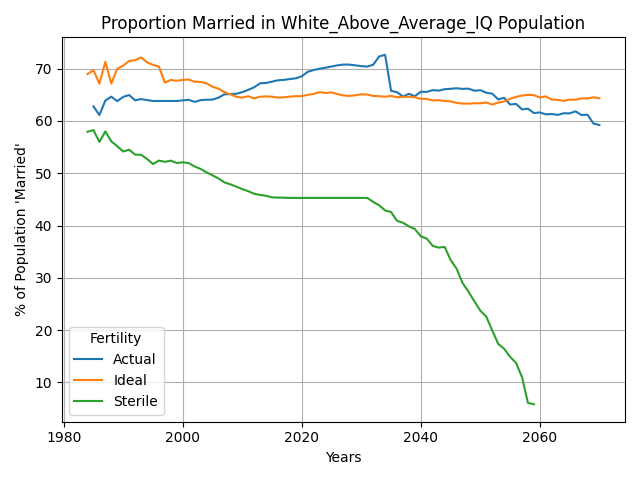 Proportion Married in White_Above_Average_IQ Population
% of Population 'Married'
70
60
50
40
30
20
10
Fertility
Actual
Ideal
Sterile
1980
2000
2020
2040
2060
Years